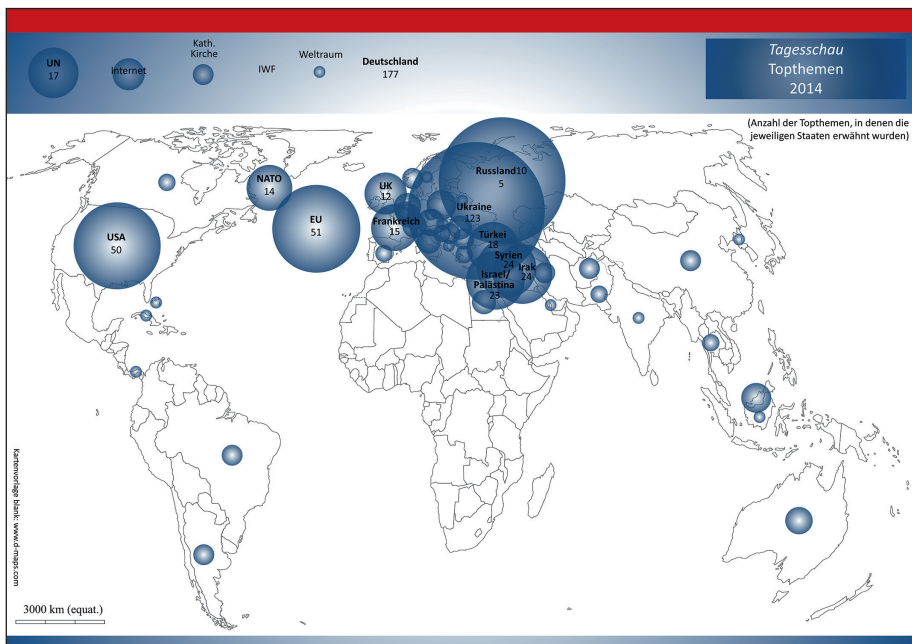 UN
17
Internet
Kath.
Kirche
IWF
Weltraum
Deutschland
177
Tagesschau
Topthemen
2014
(Anzahl der Topthemen, in denen die
jeweiligen Staaten erwähnt wurden)
Russland10
5
NATO
14
UK
12
Ukraine
123
EU
51
Frankreich
15
USA
50
Türkei
18
Syrien
24
Irak
24
Israel/
Palästina
23
Kartenvorlage blank: www.d-maps.com
3000 km (equat.)